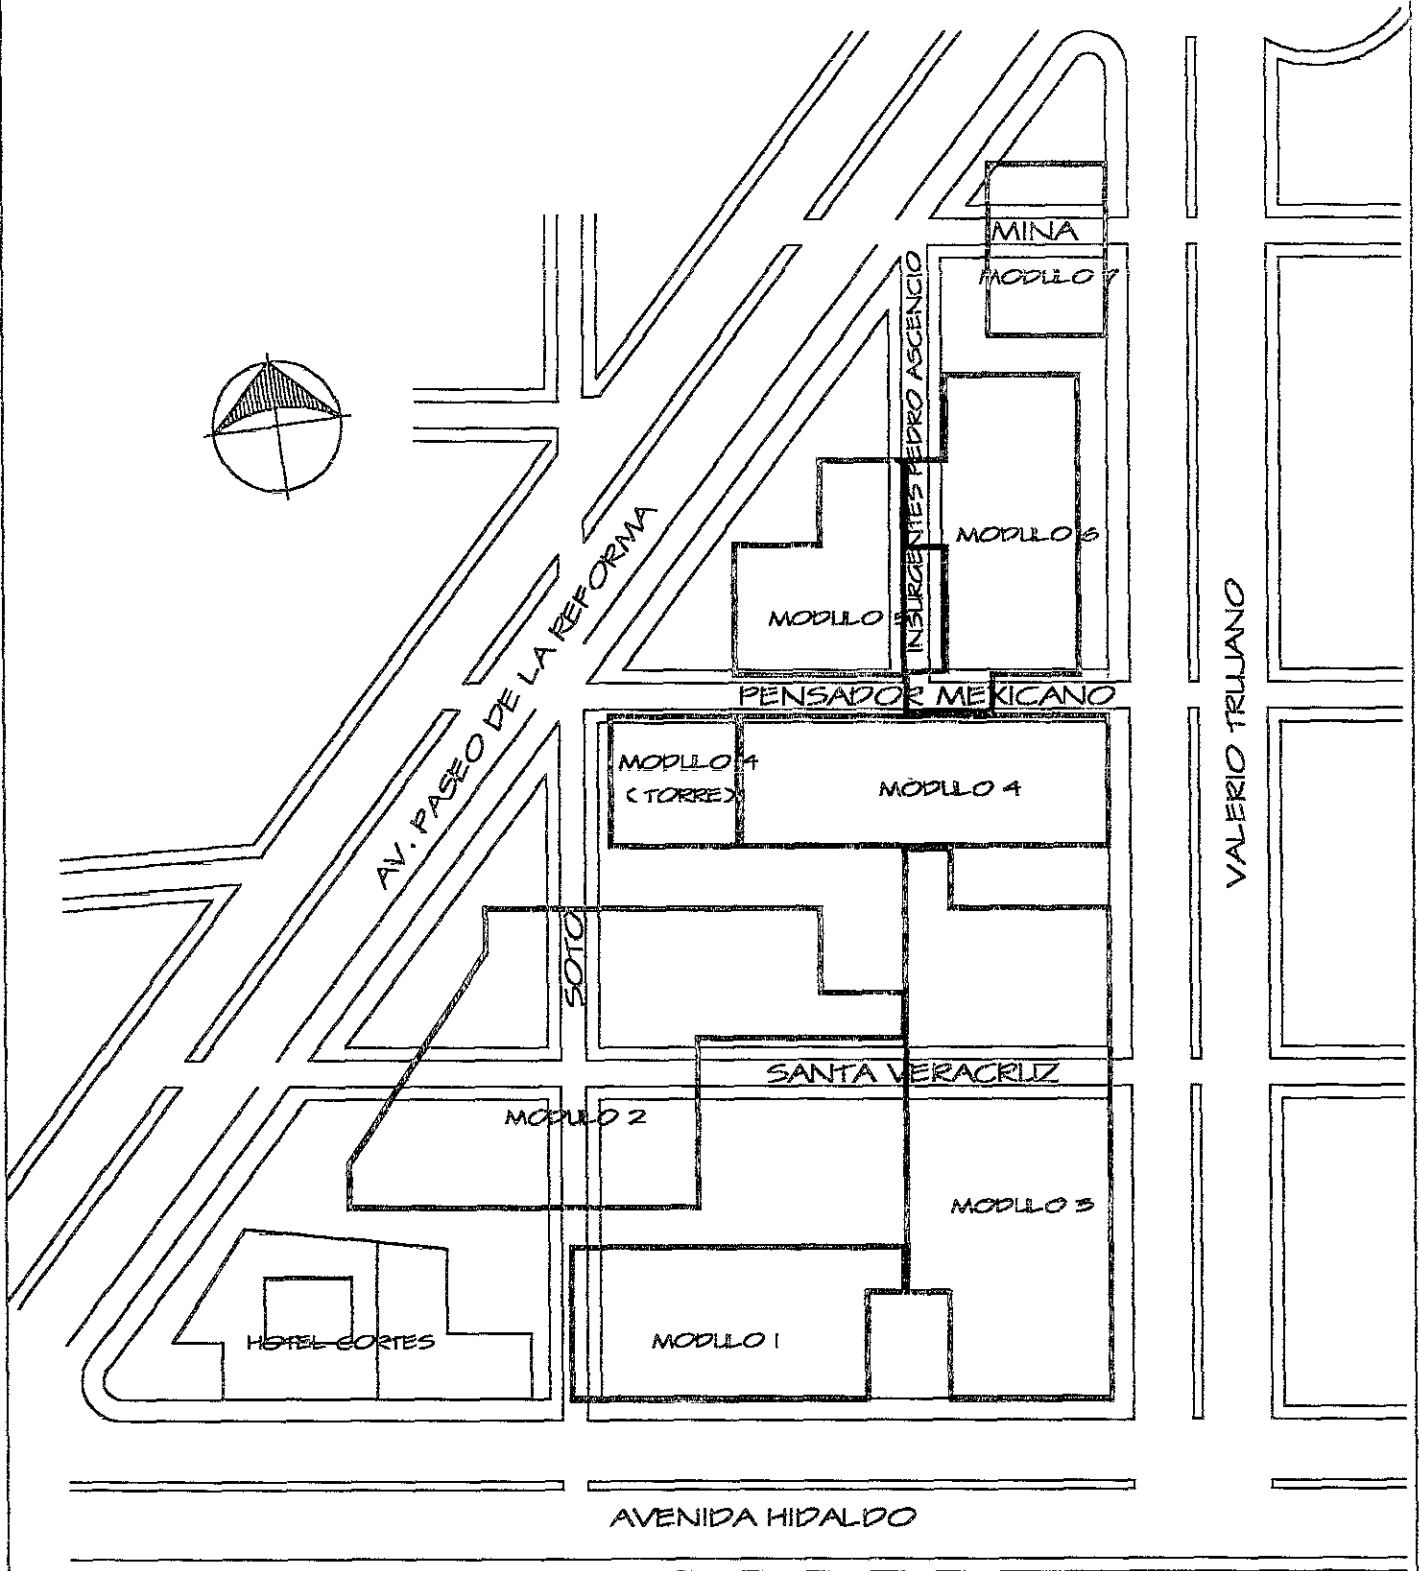 MINA
MODULO 7
INSURGENTES PEDRO ASCENCIO
MODULO 6
AV. PASEO DE LA REFORMA
MODULO 5
VALERIO TRUJANO
PENSADOR MEXICANO
MODULO 4
(TORRE)
MODULO 4
SOTO
SANTA VERACRUZ
MODULO 2
MODULO 3
HOTEL CORTES
MODULO 1
AVENIDA HIDALDO